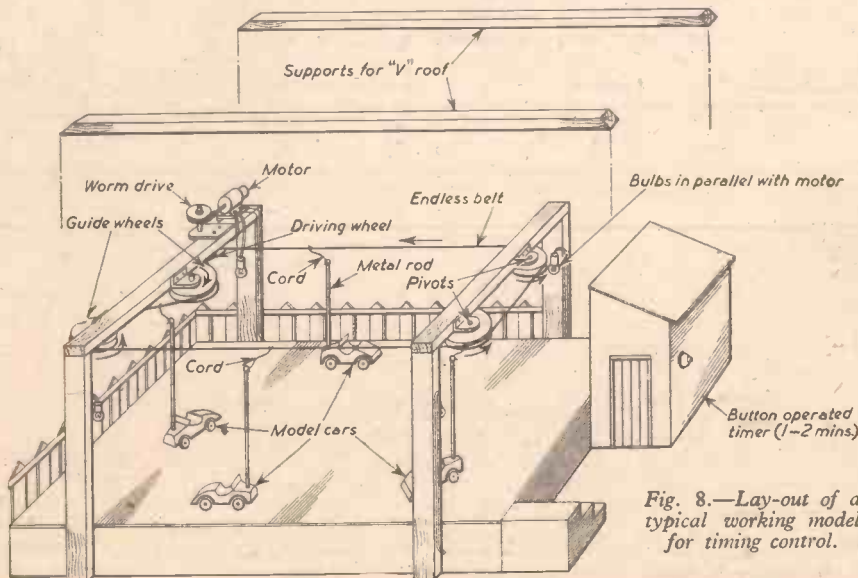 Supports for "V" roof
Motor
Worm drive
Bulbs in parallel with motor
Endless belt
Guide wheels
Driving wheel
Cord
Metal rod
Pivots
Cord
Model cars
Button operated
timer (1-2 mins.)
Fig. 8.—Lay-out of a
typical working model
for timing control.